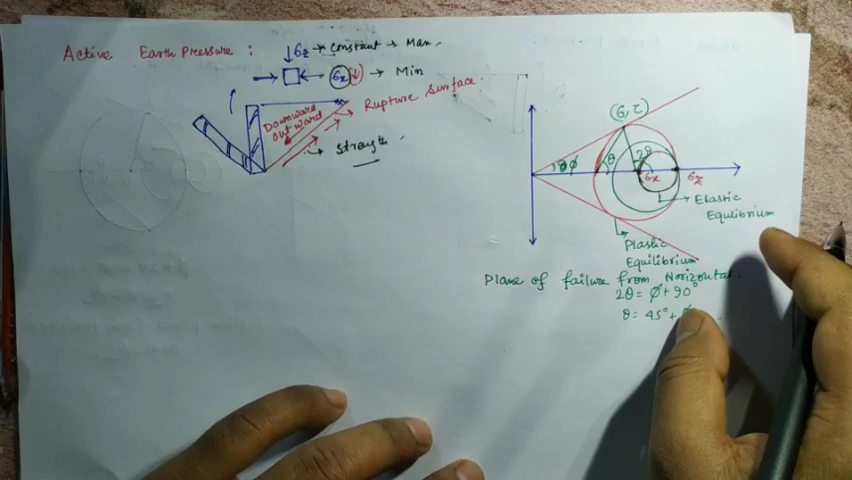 Active Earth Pressure :
↓σz → constant → Max.
σx (↓) → Min
Downward
outward
Rupture Surface.
strength.
(σ, τ)
ϕ
θ
2θ
σx
σz
Elastic
Equlibrium
Plastic
Equilibrium
Plane of failure from Horizontal.
2θ = ϕ + 90°
θ = 45° +